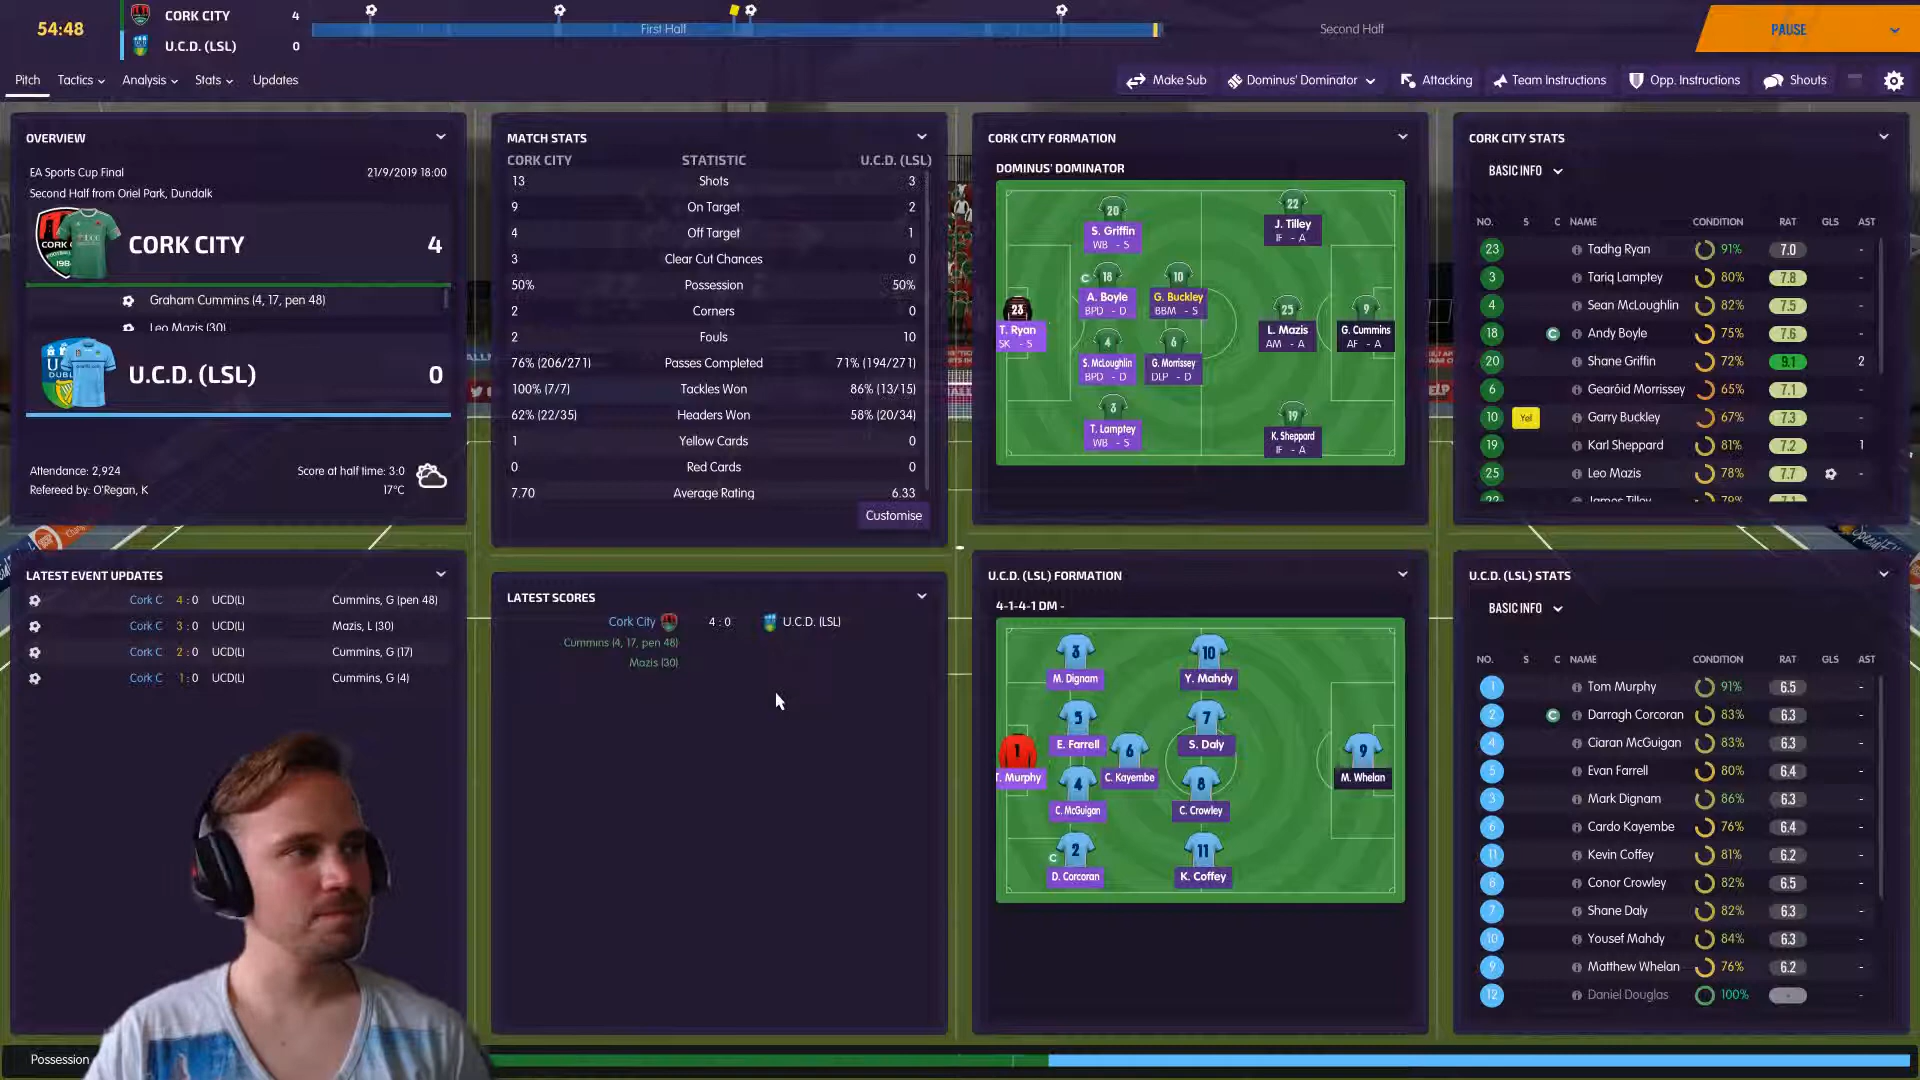 54:48
CORK CITY 4
U.C.D. (LSL) 0
First Half
Second Half
PAUSE
Pitch Tactics Analysis Stats Updates
Make Sub Dominus' Dominator Attacking Team Instructions Opp. Instructions Shouts
OVERVIEW
EA Sports Cup Final 21/9/2019 18:00
Second Half from Oriel Park, Dundalk
CORK CITY 4
Graham Cummins (4, 17, pen 48)
Leo Mazis (30)
U.C.D. (LSL) 0
Attendance: 2,924 Score at half time: 3:0
Refereed by: O'Regan, K 17°C
MATCH STATS
CORK CITY STATISTIC U.C.D. (LSL)
13 Shots 3
9 On Target 2
4 Off Target 1
3 Clear Cut Chances 0
50% Possession 50%
2 Corners 0
2 Fouls 10
76% (206/271) Passes Completed 71% (194/271)
100% (7/7) Tackles Won 86% (13/15)
62% (22/35) Headers Won 58% (20/34)
1 Yellow Cards 0
0 Red Cards 0
7.70 Average Rating 6.33
Customise
CORK CITY FORMATION
DOMINUS' DOMINATOR
20
S. Griffin
WB - S
22
J. Tilley
IF - A
C 18
A. Boyle
BPD - D
10
G. Buckley
BBM - S
23
T. Ryan
SK - S
25
L. Mazis
AM - A
9
G. Cummins
AF - A
4
S. McLoughlin
BPD - D
6
G. Morrissey
DLP - D
3
T. Lamptey
WB - S
19
K. Sheppard
IF - A
CORK CITY STATS
BASIC INFO
NO. S C NAME CONDITION RAT GLS AST
23 Tadhg Ryan 91% 7.0 -
3 Tariq Lamptey 80% 7.8 -
4 Sean McLoughlin 82% 7.5 -
18 C Andy Boyle 75% 7.6 -
20 Shane Griffin 72% 9.1 2
6 Gearóid Morrissey 65% 7.1 -
10 Yel Garry Buckley 67% 7.3 -
19 Karl Sheppard 81% 7.2 1
25 Leo Mazis 78% 7.7 -
22 James Tilley 79% 7.1 -
LATEST EVENT UPDATES
Cork C 4 : 0 UCD(L) Cummins, G (pen 48)
Cork C 3 : 0 UCD(L) Mazis, L (30)
Cork C 2 : 0 UCD(L) Cummins, G (17)
Cork C 1 : 0 UCD(L) Cummins, G (4)
LATEST SCORES
Cork City 4 : 0 U.C.D. (LSL)
Cummins (4, 17, pen 48)
Mazis (30)
U.C.D. (LSL) FORMATION
4-1-4-1 DM -
3
M. Dignam
10
Y. Mahdy
5
E. Farrell
7
S. Daly
1
T. Murphy
6
C. Kayembe
9
M. Whelan
4
C. McGuigan
8
C. Crowley
C 2
D. Corcoran
11
K. Coffey
U.C.D. (LSL) STATS
BASIC INFO
NO. S C NAME CONDITION RAT GLS AST
1 Tom Murphy 91% 6.5 -
2 C Darragh Corcoran 83% 6.3 -
4 Ciaran McGuigan 83% 6.3 -
5 Evan Farrell 80% 6.4 -
3 Mark Dignam 86% 6.3 -
6 Cardo Kayembe 76% 6.4 -
11 Kevin Coffey 81% 6.2 -
8 Conor Crowley 82% 6.5 -
7 Shane Daly 82% 6.3 -
10 Yousef Mahdy 84% 6.3 -
9 Matthew Whelan 76% 6.2 -
12 Daniel Douglas 100% - -
Possession